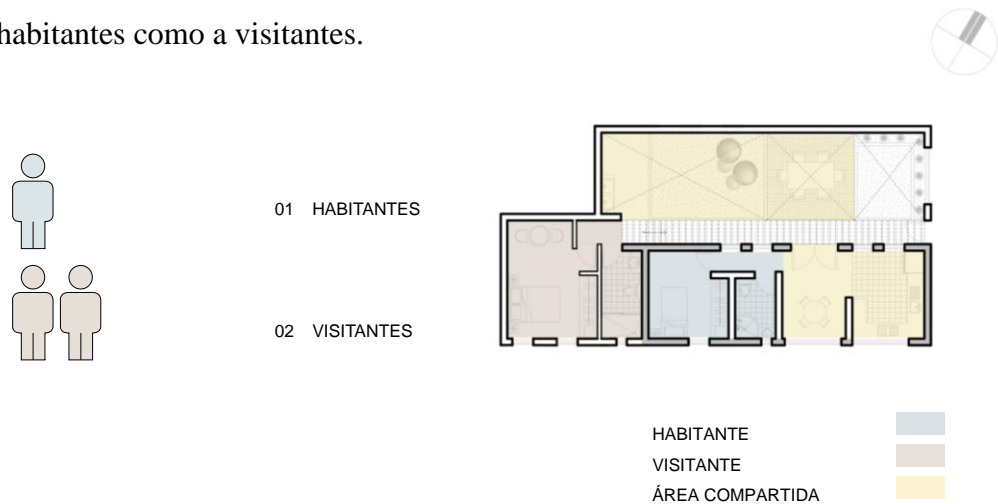 habitantes como a visitantes.
01 HABITANTES
02 VISITANTES
HABITANTE
VISITANTE
ÁREA COMPARTIDA